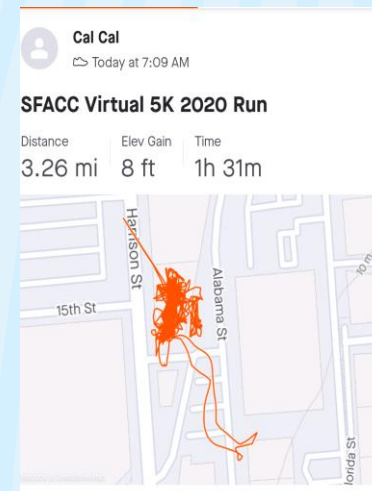 Cal Cal
Today at 7:09 AM
SFACC Virtual 5K 2020 Run
Distance Elev Gain Time
3.26 mi 8 ft 1h 31m
Harrison St
15th St
Alabama St
10 m
lorida St